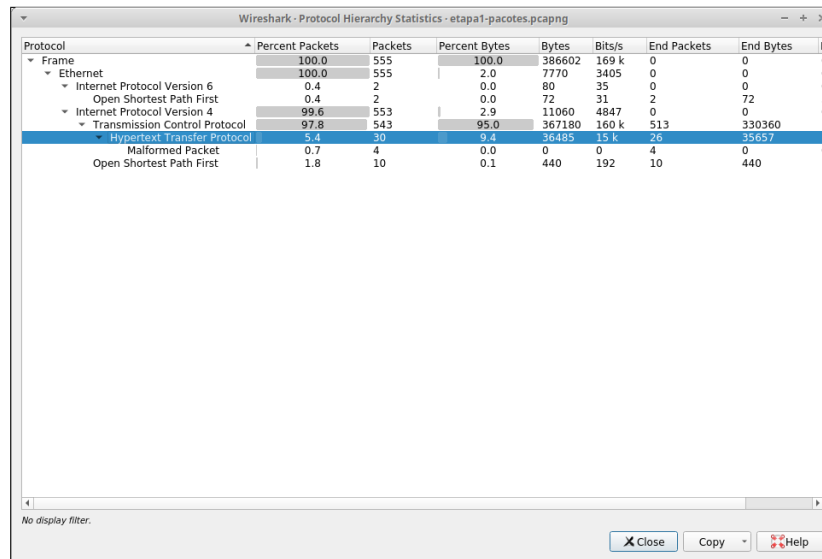 Wireshark · Protocol Hierarchy Statistics · etapa1-pacotes.pcapng
Protocol Percent Packets Packets Percent Bytes Bytes Bits/s End Packets End Bytes
Frame 100.0 555 100.0 386602 169 k 0 0
Ethernet 100.0 555 2.0 7770 3405 0 0
Internet Protocol Version 6 0.4 2 0.0 80 35 0 0
Open Shortest Path First 0.4 2 0.0 72 31 2 72
Internet Protocol Version 4 99.6 553 2.9 11060 4847 0 0
Transmission Control Protocol 97.8 543 95.0 367180 160 k 513 330360
Hypertext Transfer Protocol 5.4 30 9.4 36485 15 k 26 35657
Malformed Packet 0.7 4 0.0 0 0 4 0
Open Shortest Path First 1.8 10 0.1 440 192 10 440
No display filter.
Close Copy Help